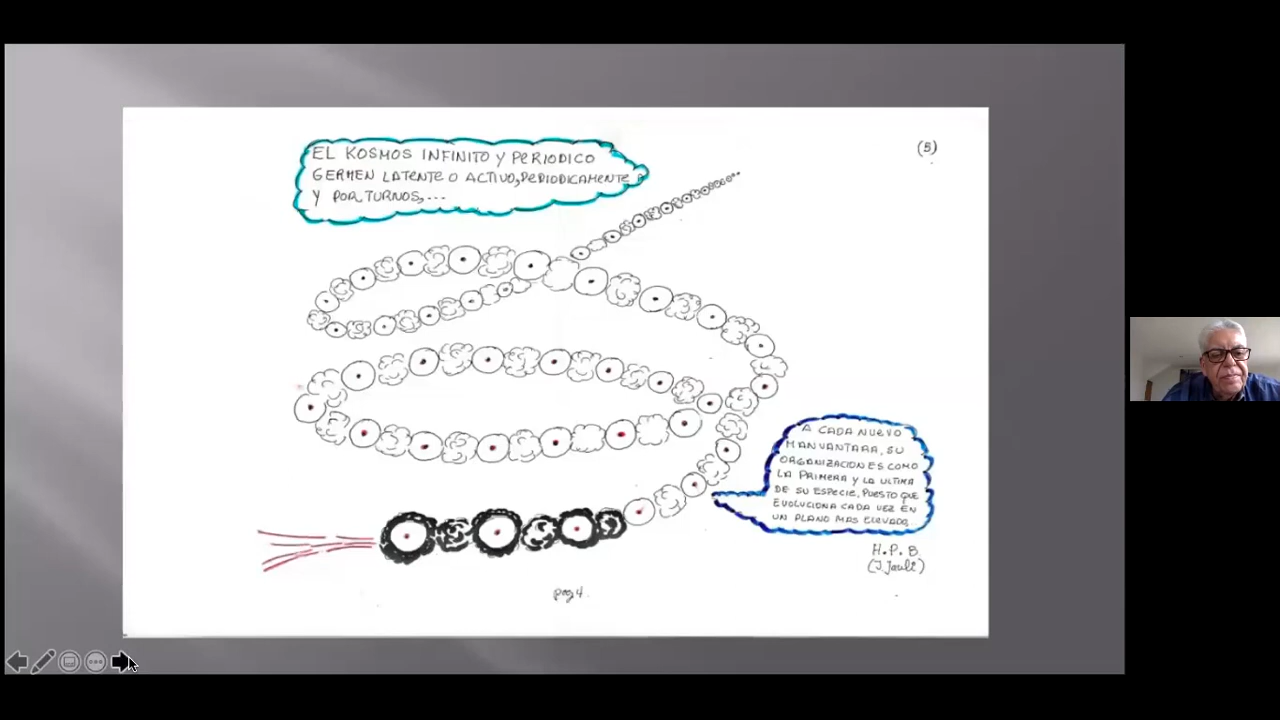 EL KOSMOS INFINITO Y PERIODICO
GERMEN LATENTE O ACTIVO, PERIODICAMENTE
Y POR TURNOS,...
(5)
A CADA NUEVO
MANVANTARA, SU
ORGANIZACION ES COMO
LA PRIMERA Y LA ULTIMA
DE SU ESPECIE, PUESTO QUE
EVOLUCIONA CADA VEZ EN
UN PLANO MAS ELEVADO,
H.P.B.
(J. Jauli)
pag 4.